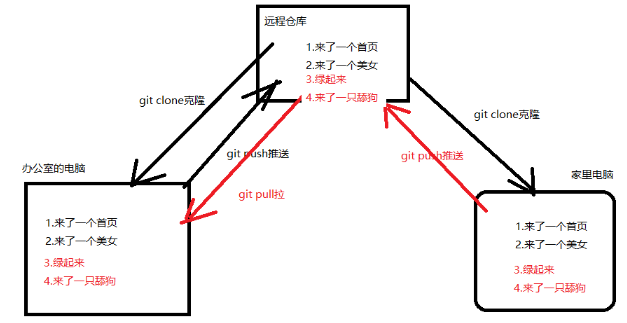 远程仓库
1.来了一个首页
2.来了一个美女
3.绿起来
4.来了一只舔狗
git clone克隆
git clone克隆
git push推送
git push推送
git pull拉
办公室的电脑
1.来了一个首页
2.来了一个美女
3.绿起来
4.来了一只舔狗
家里电脑
1.来了一个首页
2.来了一个美女
3.绿起来
4.来了一只舔狗